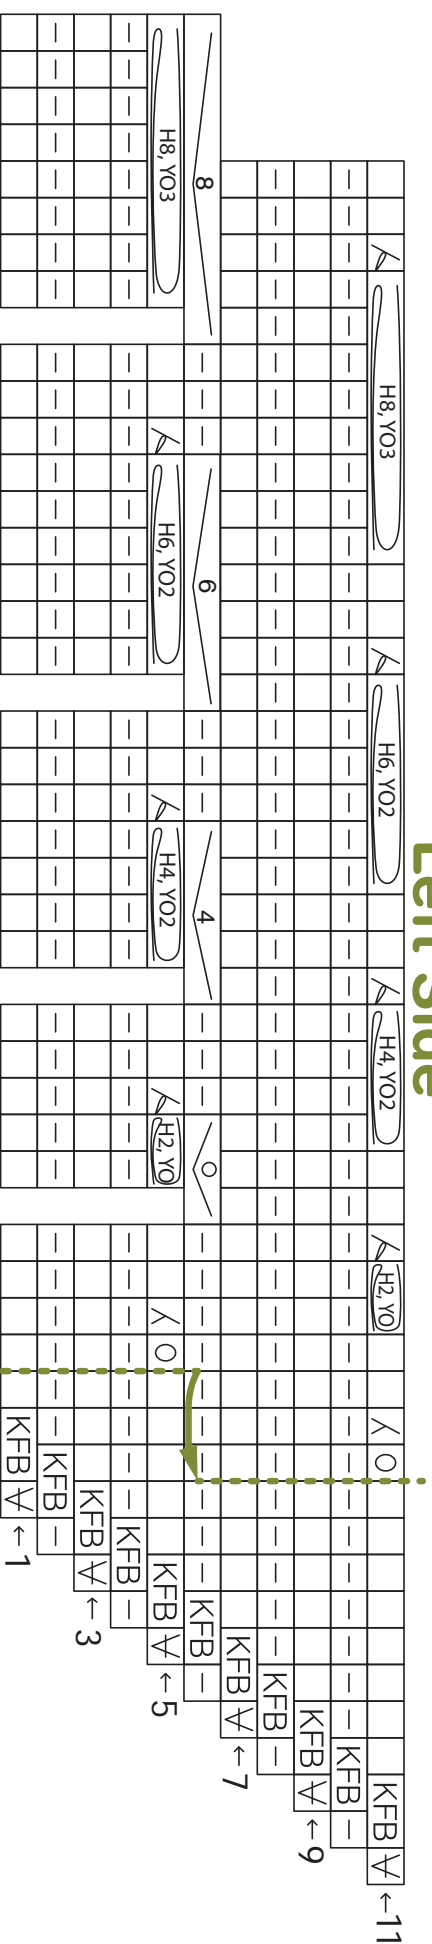 Left Side
H8, YO3 H6, YO2 H4, YO2 H2, YO KFB ←11
KFB
KFB ←9
KFB
KFB ←7
8 6 4 KFB
H8, YO3 H6, YO2 H4, YO2 H2, YO KFB ←5
KFB
KFB ←3
KFB
KFB ←1